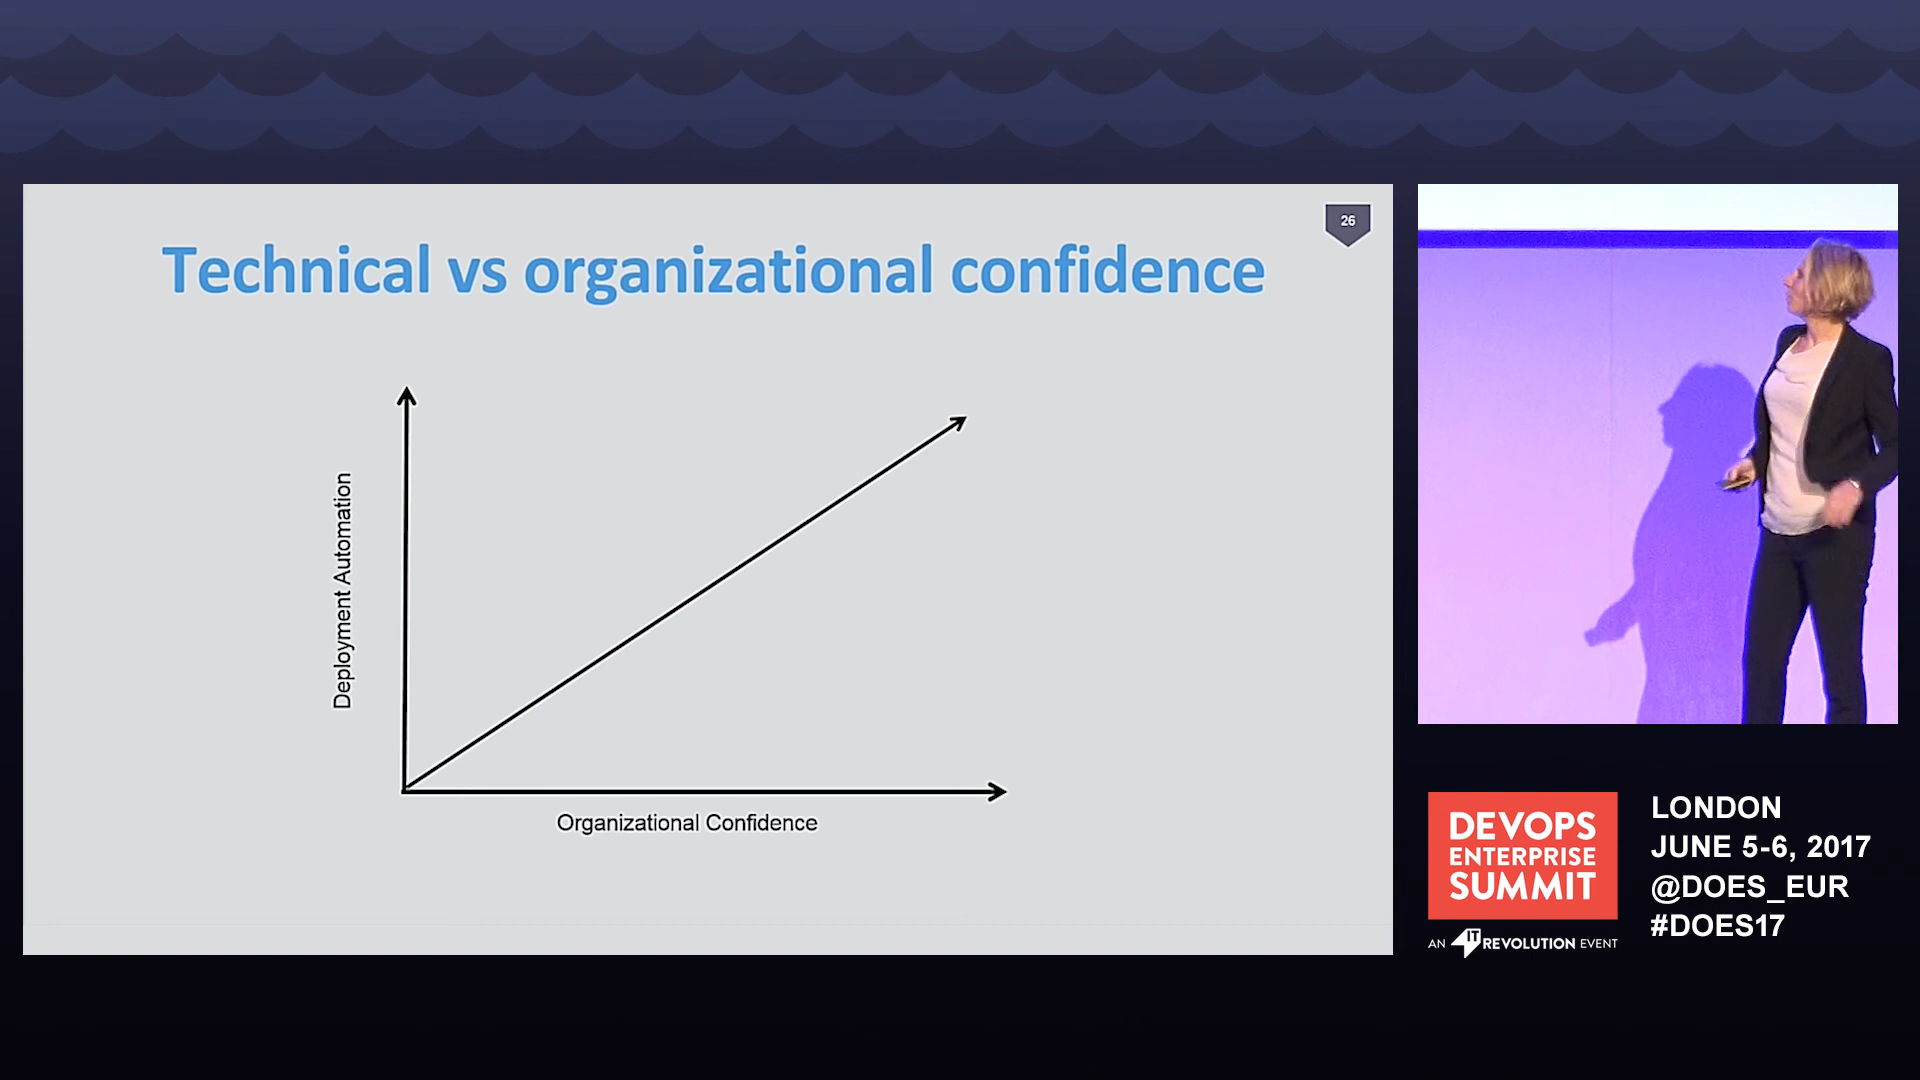 26
Technical vs organizational confidence
Deployment Automation
Organizational Confidence
DEVOPS
ENTERPRISE
SUMMIT
AN IT REVOLUTION EVENT
LONDON
JUNE 5-6, 2017
@DOES_EUR
#DOES17